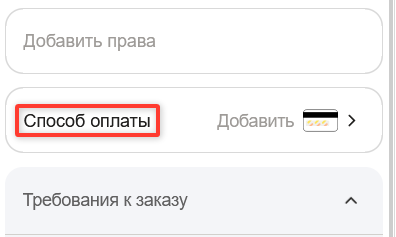 Добавить права
Способ оплаты Добавить
Требования к заказу